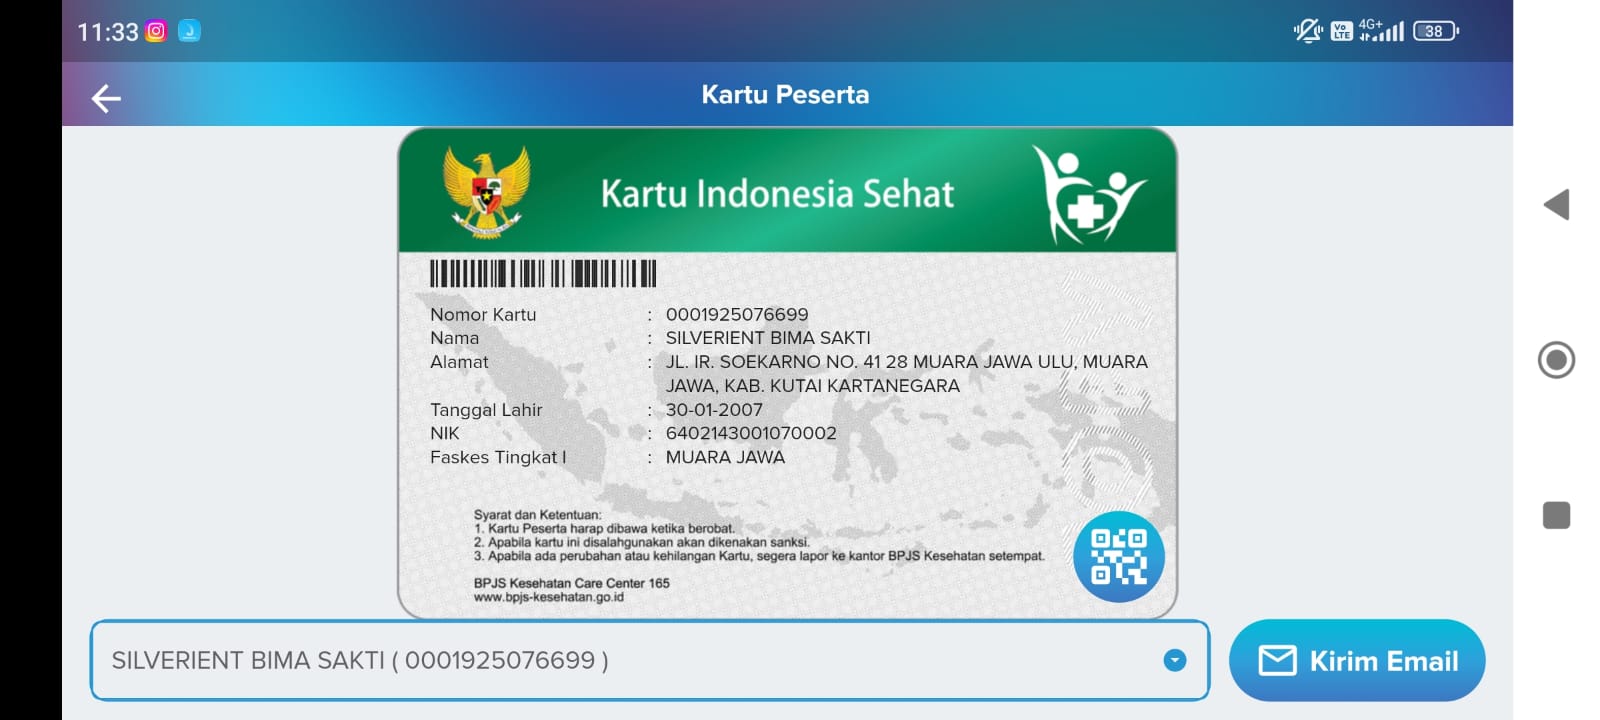 11:33
Vo LTE 4G+ 38
Kartu Peserta
Kartu Indonesia Sehat
Nomor Kartu : 0001925076699
Nama : SILVERIENT BIMA SAKTI
Alamat : JL. IR. SOEKARNO NO. 41 28 MUARA JAWA ULU, MUARA
JAWA, KAB. KUTAI KARTANEGARA
Tanggal Lahir : 30-01-2007
NIK : 6402143001070002
Faskes Tingkat I : MUARA JAWA
Syarat dan Ketentuan:
1. Kartu Peserta harap dibawa ketika berobat.
2. Apabila kartu ini disalahgunakan akan dikenakan sanksi.
3. Apabila ada perubahan atau kehilangan Kartu, segera lapor ke kantor BPJS Kesehatan setempat.
BPJS Kesehatan Care Center 165
www.bpjs-kesehatan.go.id
SILVERIENT BIMA SAKTI ( 0001925076699 )
Kirim Email